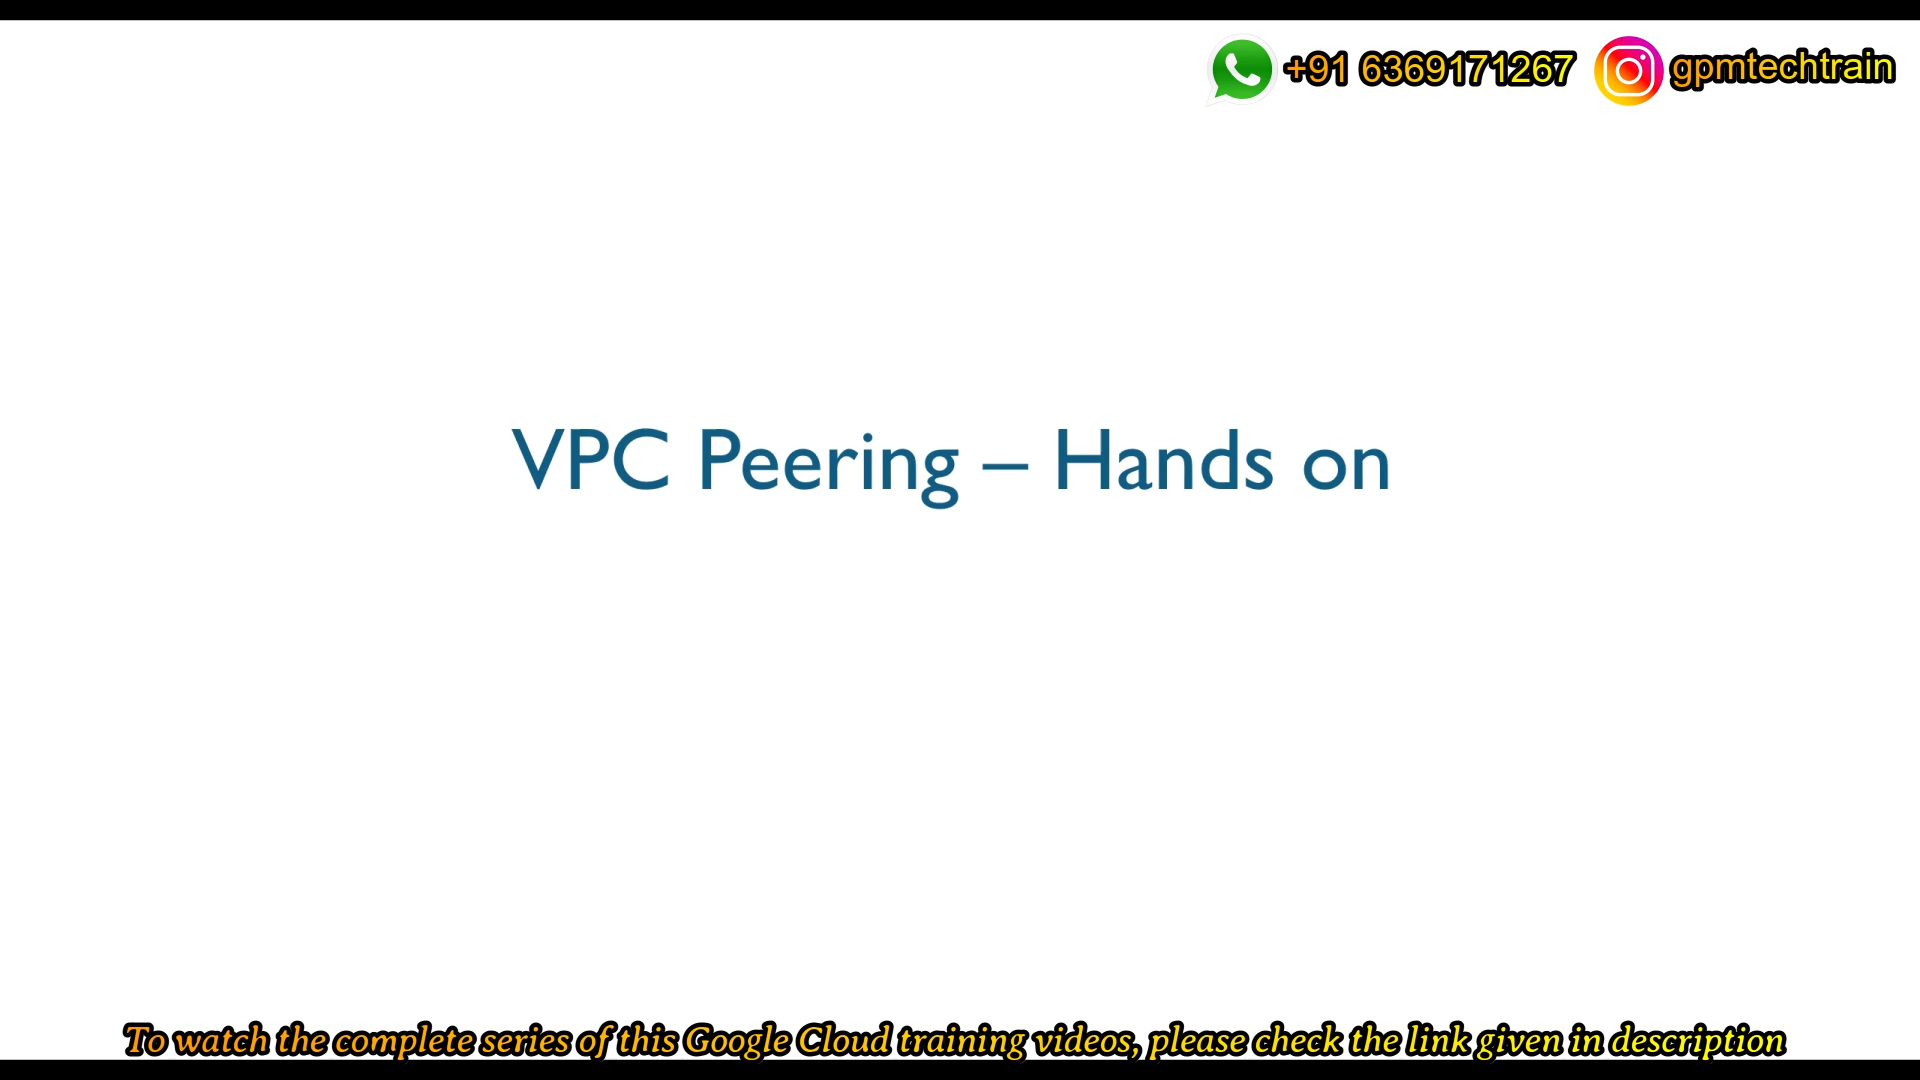 +91 6369171267 gpmtechtrain
VPC Peering – Hands on
To watch the complete series of this Google Cloud training videos, please check the link given in description